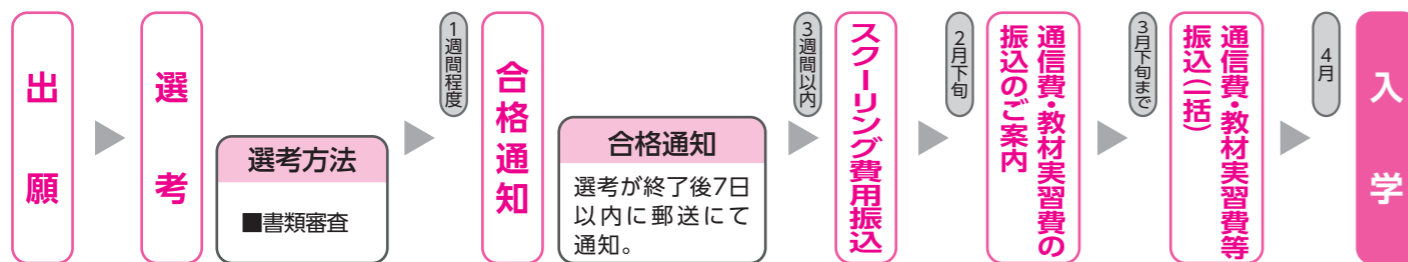 出願
選考
選考方法
■書類審査
1週間程度
合格通知
合格通知
選考が終了後7日
以内に郵送にて
通知。
3週間以内
スクーリング費用振込
2月下旬
通信費・教材実習費の
振込のご案内
3月下旬まで
通信費・教材実習費等
振込(一括)
4月
入学